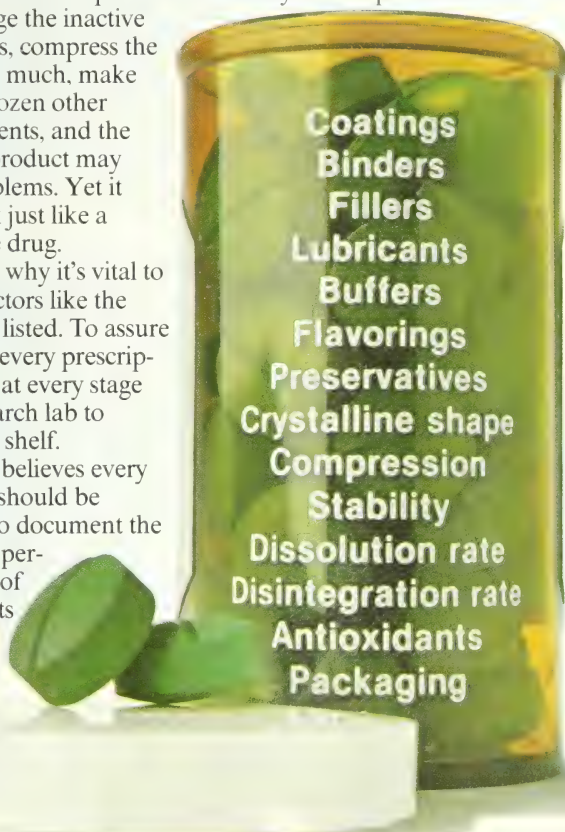 ge the inactive
s, compress the
much, make
ozen other
ents, and the
roduct may
blems. Yet it
just like a
drug.
why it's vital to
ctors like the
listed. To assure
every prescrip-
at every stage
arch lab to
shelf.
believes every
should be
o document the
per-
of
ts
Coatings
Binders
Fillers
Lubricants
Buffers
Flavorings
Preservatives
Crystalline shape
Compression
Stability
Dissolution rate
Disintegration rate
Antioxidants
Packaging